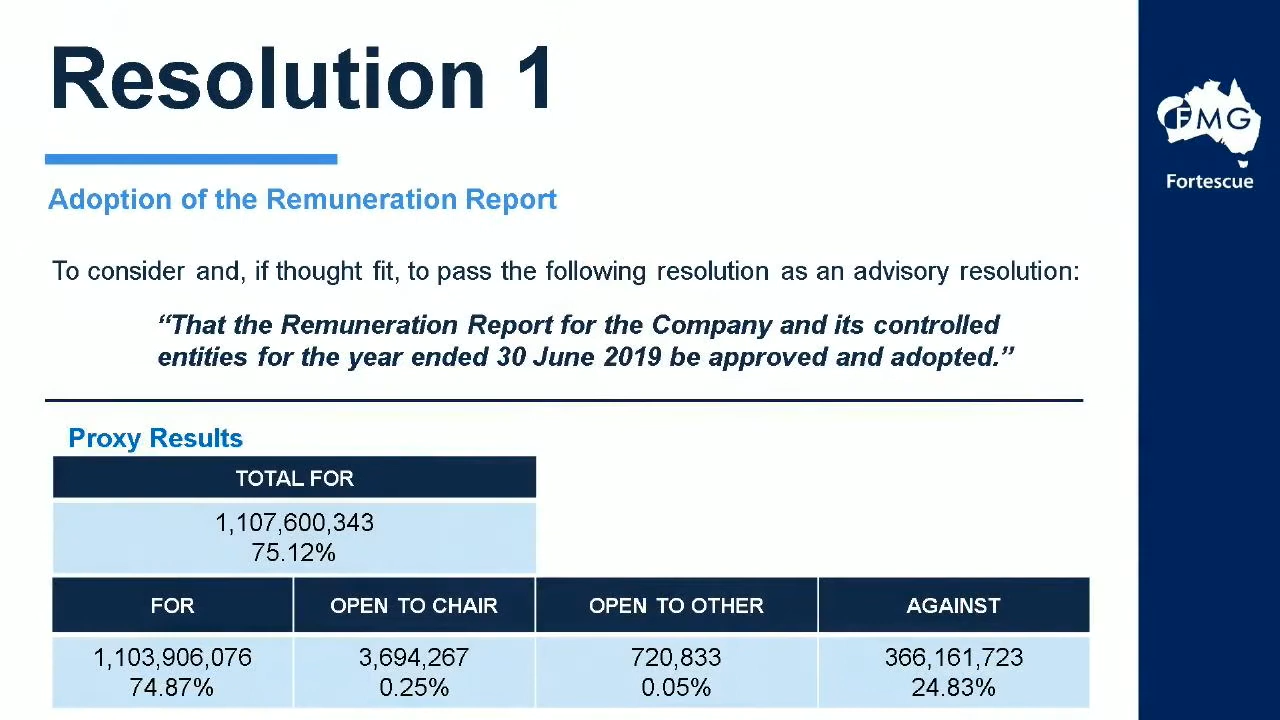 Resolution 1
FMG
Fortescue
Adoption of the Remuneration Report
To consider and, if thought fit, to pass the following resolution as an advisory resolution:
“That the Remuneration Report for the Company and its controlled
entities for the year ended 30 June 2019 be approved and adopted.”
Proxy Results
TOTAL FOR
1,107,600,343
75.12%
FOR OPEN TO CHAIR OPEN TO OTHER AGAINST
1,103,906,076 3,694,267 720,833 366,161,723
74.87% 0.25% 0.05% 24.83%